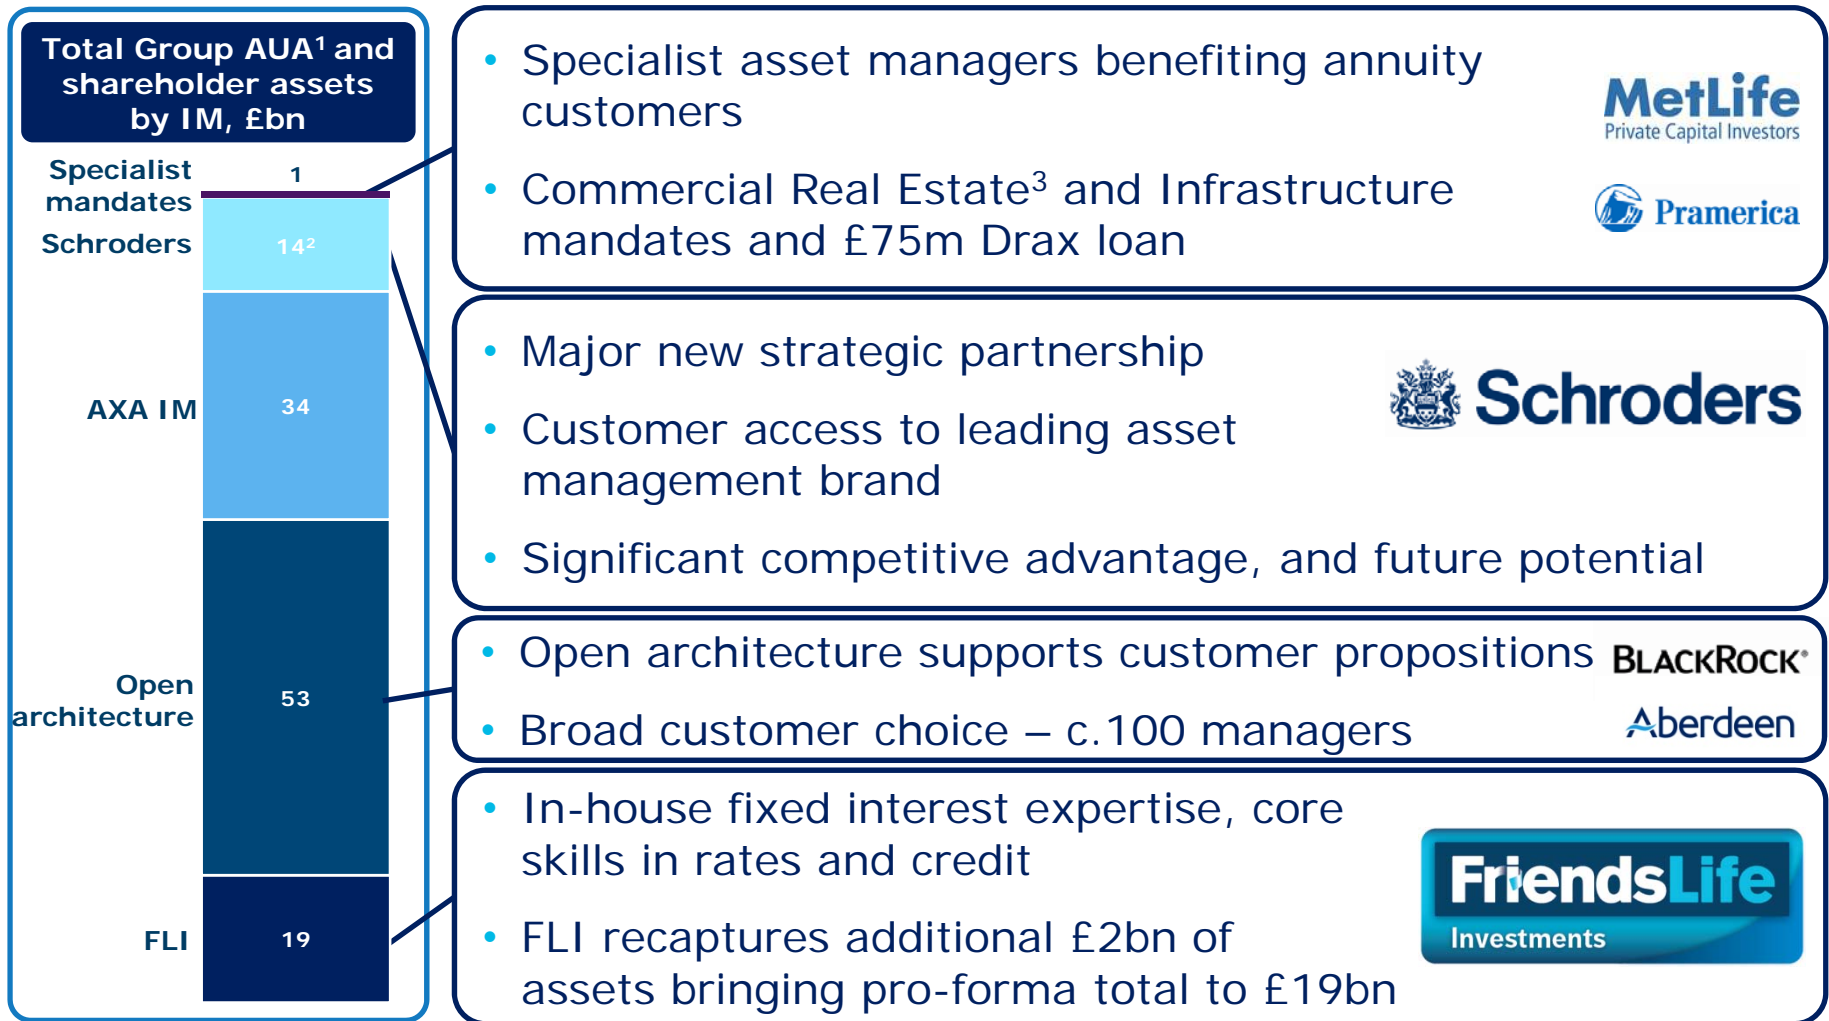 Total Group AUA¹ and
shareholder assets
by IM, £bn
Specialist
mandates
1
Schroders
14²
AXA IM
34
Open
architecture
53
FLI
19
• Specialist asset managers benefiting annuity
customers
• Commercial Real Estate³ and Infrastructure
mandates and £75m Drax loan
MetLife
Private Capital Investors
Pramerica
• Major new strategic partnership
• Customer access to leading asset
management brand
• Significant competitive advantage, and future potential
Schroders
• Open architecture supports customer propositions
• Broad customer choice – c.100 managers
BLACKROCK®
Aberdeen
• In-house fixed interest expertise, core
skills in rates and credit
• FLI recaptures additional £2bn of
assets bringing pro-forma total to £19bn
FriendsLife
Investments